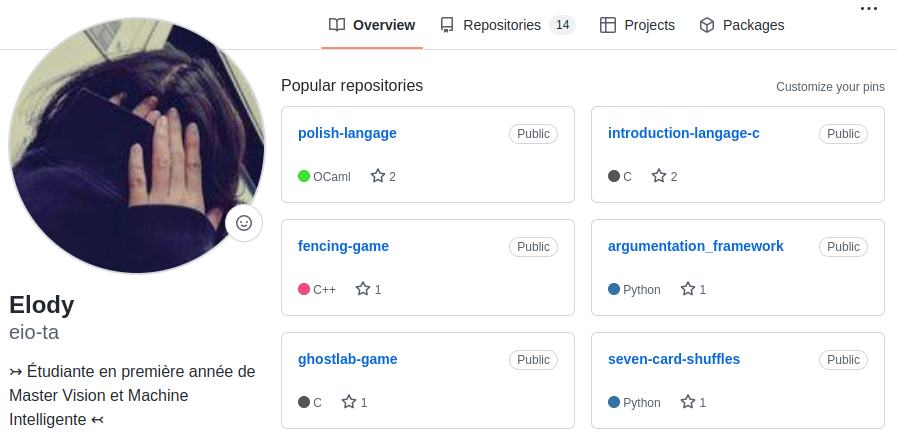 Overview Repositories 14 Projects Packages
Popular repositories Customize your pins
polish-langage Public
OCaml 2
introduction-langage-c Public
C 2
fencing-game Public
C++ 1
argumentation_framework Public
Python 1
ghostlab-game Public
C 1
seven-card-shuffles Public
Python 1
Elody
eio-ta
↣ Étudiante en première année de
Master Vision et Machine
Intelligente ↢